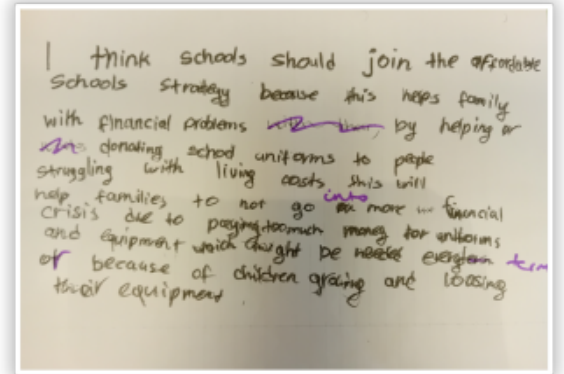 I think schools should join the affordable
Schools strategy because this helps family
with financial problems by helping or
donating school uniforms to people
struggling with living costs this will
help families to not go into more financial
crisis due to paying too much money for uniforms
and equipment which be needed every term
or because of children growing and loosing
their equipment